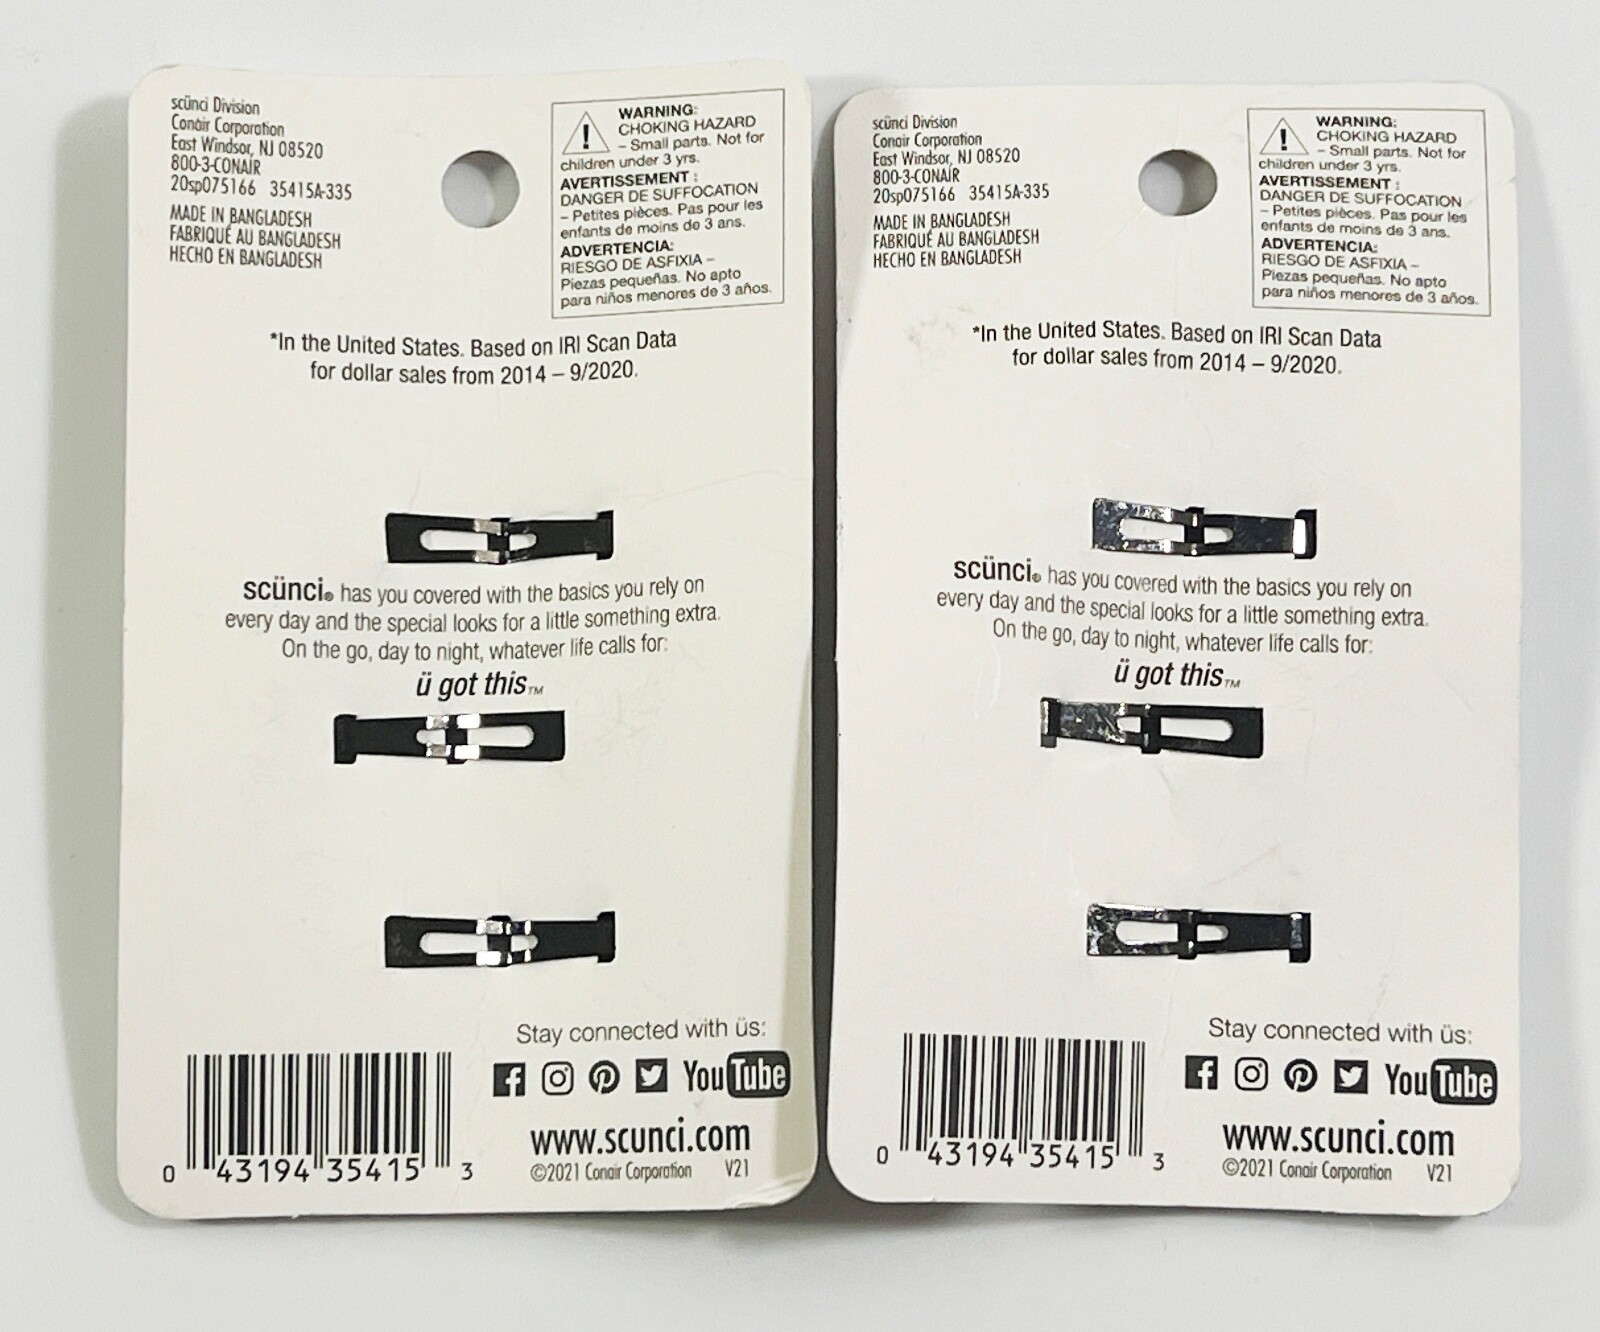 scünci Division
Conair Corporation
East Windsor, NJ 08520
800-3-CONAIR
20sp075166 35415A-335
MADE IN BANGLADESH
FABRIQUÉ AU BANGLADESH
HECHO EN BANGLADESH
WARNING:
CHOKING HAZARD
– Small parts. Not for
children under 3 yrs.
AVERTISSEMENT :
DANGER DE SUFFOCATION
– Petites pièces. Pas pour les
enfants de moins de 3 ans.
ADVERTENCIA:
RIESGO DE ASFIXIA –
Piezas pequeñas. No apto
para niños menores de 3 años.
*In the United States. Based on IRI Scan Data
for dollar sales from 2014 – 9/2020.
scünci® has you covered with the basics you rely on
every day and the special looks for a little something extra.
On the go, day to night, whatever life calls for:
ü got this™
Stay connected with üs:
YouTube
www.scunci.com
©2021 Conair Corporation V21
0 43194 35415 3
scünci Division
Conair Corporation
East Windsor, NJ 08520
800-3-CONAIR
20sp075166 35415A-335
MADE IN BANGLADESH
FABRIQUÉ AU BANGLADESH
HECHO EN BANGLADESH
WARNING:
CHOKING HAZARD
– Small parts. Not for
children under 3 yrs.
AVERTISSEMENT :
DANGER DE SUFFOCATION
– Petites pièces. Pas pour les
enfants de moins de 3 ans.
ADVERTENCIA:
RIESGO DE ASFIXIA –
Piezas pequeñas. No apto
para niños menores de 3 años.
*In the United States. Based on IRI Scan Data
for dollar sales from 2014 – 9/2020.
scünci® has you covered with the basics you rely on
every day and the special looks for a little something extra.
On the go, day to night, whatever life calls for:
ü got this™
Stay connected with üs:
YouTube
www.scunci.com
©2021 Conair Corporation V21
0 43194 35415 3